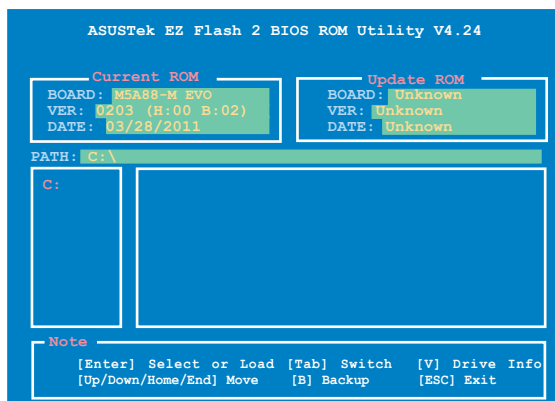 ASUSTek EZ Flash 2 BIOS ROM Utility V4.24
Current ROM
BOARD: M5A88-M EVO
VER: 0203 (H:00 B:02)
DATE: 03/28/2011
Update ROM
BOARD: Unknown
VER: Unknown
DATE: Unknown
PATH: C:\
C:
Note
[Enter] Select or Load [Tab] Switch [V] Drive Info
[Up/Down/Home/End] Move [B] Backup [ESC] Exit